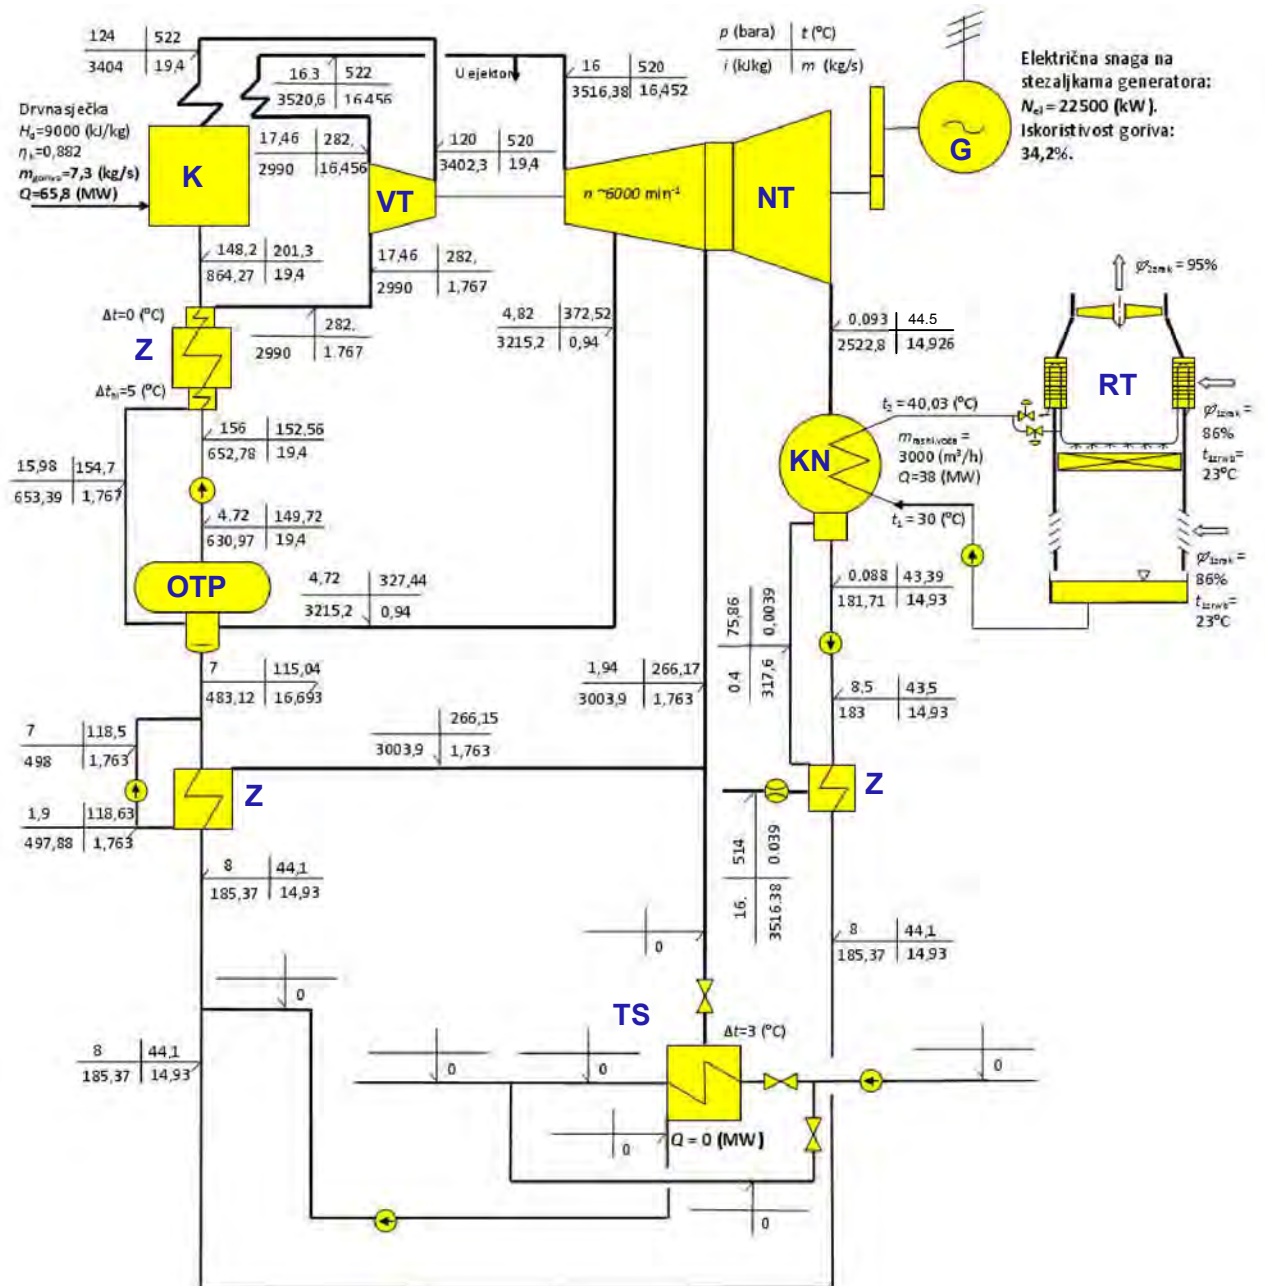 124 522
3404 19,4
16.3 522
3520,6 16,456
U ejektor
16 520
3516,38 16,452
p (bara) t (°C)
i (kJkg) m (kg/s)
Električna snaga na
stezaljkama generatora:
Nel = 22500 (kW).
Iskoristivost goriva:
34,2%.
G
Drvna sječka
Hd=9000 (kJ/kg)
ηk=0,882
mgoriva=7,3 (kg/s)
Q=65,8 (MW)
K
17,46 282,
2990 16,456
VT
120 520
3402,3 19,4
n ~6000 min-1
NT
148,2 201,3
864,27 19,4
17,46 282,
2990 1,767
Δt=0 (°C)
282,
2990 1.767
Z
Δthl=5 (°C)
4,82 372,52
3215,2 0,94
0,093 44.5
2522,8 14,926
φ2zrak = 95%
RT
φ1zrak =
86%
t1zrak=
23°C
t2 = 40,03 (°C)
mrashl.voda =
3000 (m³/h)
Q=38 (MW)
KN
t1 = 30 (°C)
156 152,56
652,78 19,4
15,98 154,7
653,39 1,767
4.72 149,72
630,97 19,4
OTP
4,72 327,44
3215,2 0,94
φ1zrak =
86%
t1zrak=
23°C
0.088 43,39
181,71 14,93
75,86 0,0039
0.4 317,6
7 115,04
483,12 16,693
1,94 266,17
3003,9 1,763
8,5 43,5
183 14,93
7 118,5
498 1,763
266,15
3003,9 1,763
Z
Z
1,9 118,63
497,88 1,763
514 0.039
16. 3516.38
8 44,1
185,37 14,93
0
8 44,1
185,37 14,93
0
TS
Δt=3 (°C)
8 44,1
185,37 14,93
0
0
0
Q = 0 (MW)
0
0